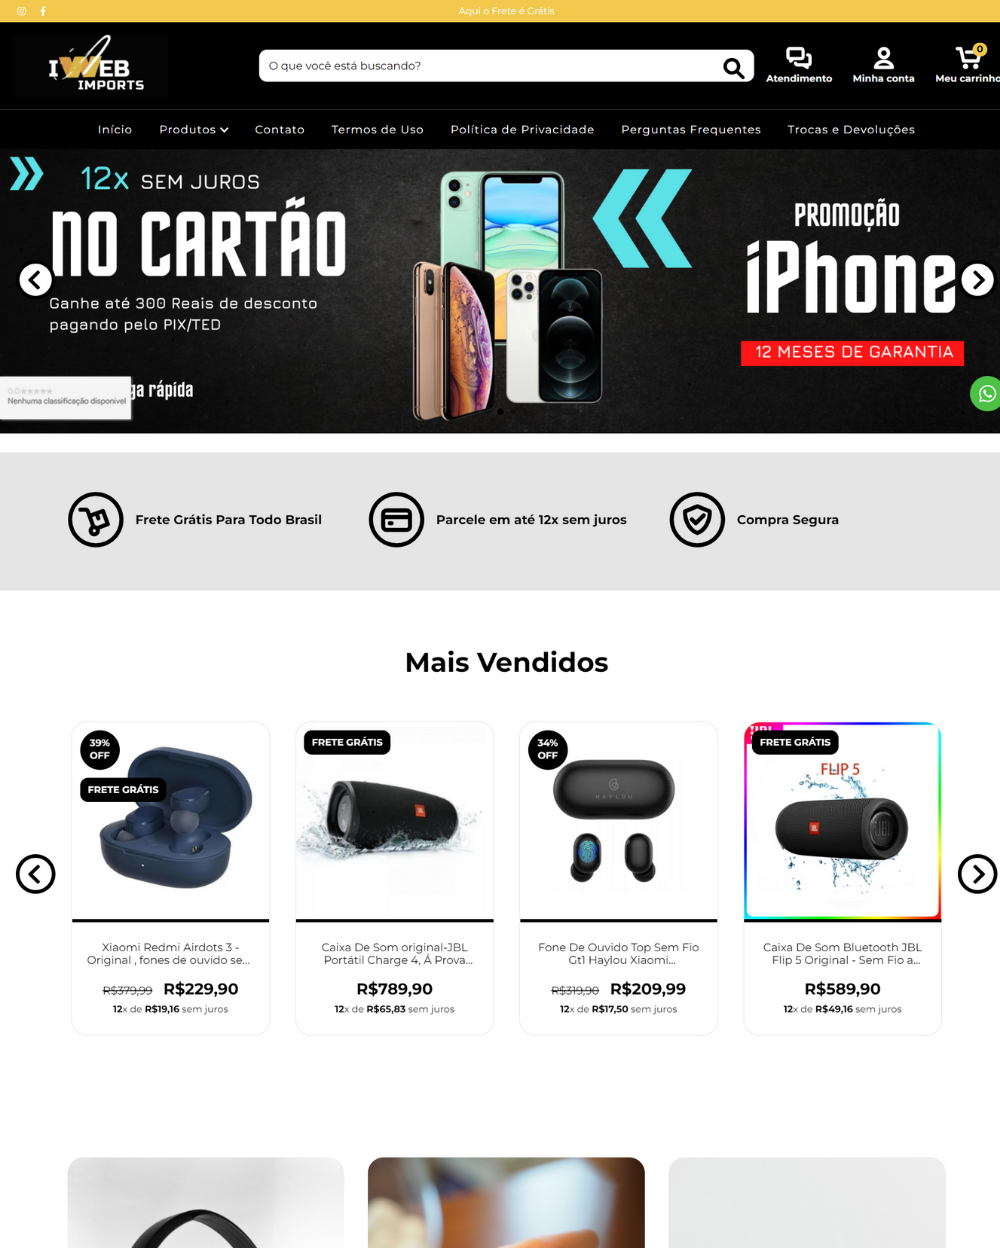 Aqui o Frete é Grátis
IWEB
IMPORTS
O que você está buscando?
Atendimento
Minha conta
0
Meu carrinho
Início
Produtos
Contato
Termos de Uso
Política de Privacidade
Perguntas Frequentes
Trocas e Devoluções
12x SEM JUROS
NO CARTÃO
Ganhe até 300 Reais de desconto
pagando pelo PIX/TED
rápida
PROMOÇÃO
iPhone
12 MESES DE GARANTIA
0.0★★★★★
Nenhuma classificação disponível
Frete Grátis Para Todo Brasil
Parcele em até 12x sem juros
Compra Segura
Mais Vendidos
39%
OFF
FRETE GRÁTIS
Xiaomi Redmi Airdots 3 -
Original , fones de ouvido se...
R$379,99 R$229,90
12x de R$19,16 sem juros
FRETE GRÁTIS
JBL
Caixa De Som original-JBL
Portátil Charge 4, Á Prova...
R$789,90
12x de R$65,83 sem juros
34%
OFF
HAYLOU
Fone De Ouvido Top Sem Fio
Gt1 Haylou Xiaomi...
R$319,90 R$209,99
12x de R$17,50 sem juros
FRETE GRÁTIS
FLIP 5
JBL
Caixa De Som Bluetooth JBL
Flip 5 Original - Sem Fio a...
R$589,90
12x de R$49,16 sem juros